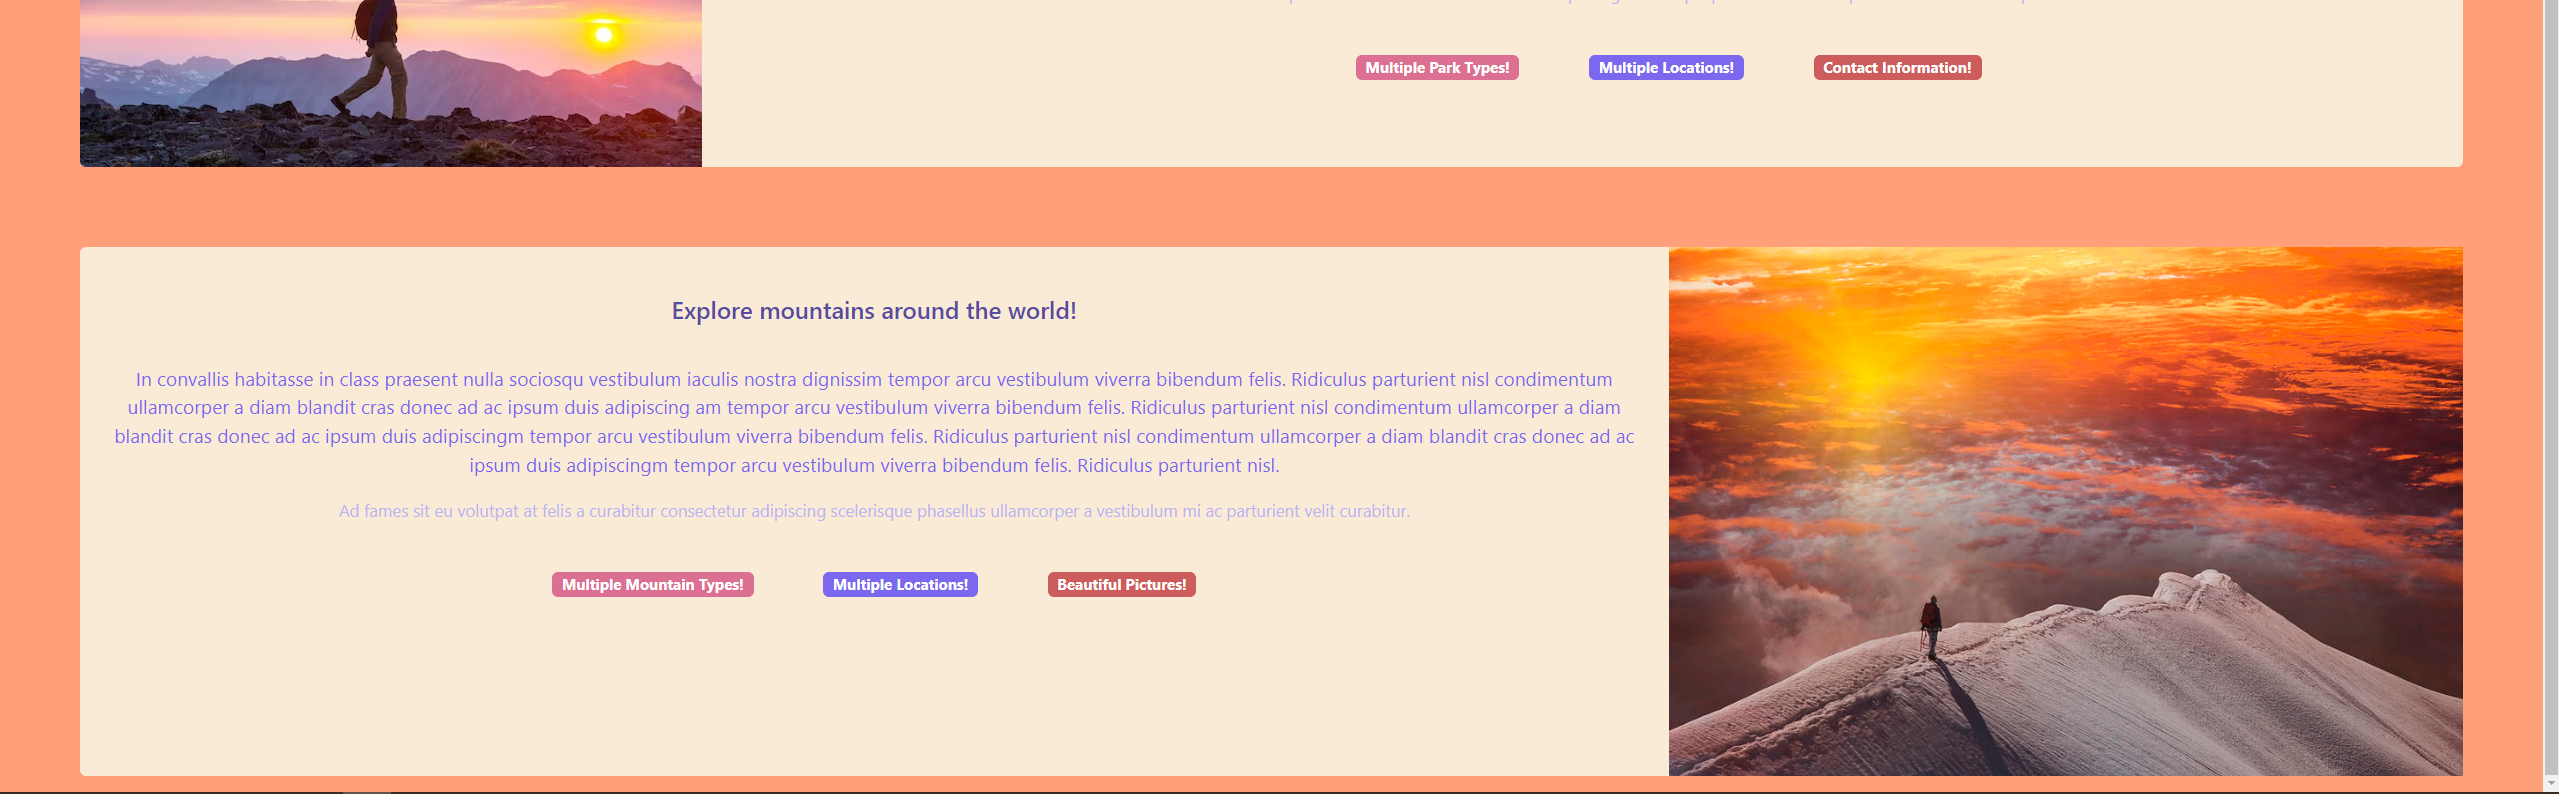 Multiple Park Types! Multiple Locations! Contact Information!
Explore mountains around the world!
In convallis habitasse in class praesent nulla sociosqu vestibulum iaculis nostra dignissim tempor arcu vestibulum viverra bibendum felis. Ridiculus parturient nisl condimentum
ullamcorper a diam blandit cras donec ad ac ipsum duis adipiscing am tempor arcu vestibulum viverra bibendum felis. Ridiculus parturient nisl condimentum ullamcorper a diam
blandit cras donec ad ac ipsum duis adipiscingm tempor arcu vestibulum viverra bibendum felis. Ridiculus parturient nisl condimentum ullamcorper a diam blandit cras donec ad ac
ipsum duis adipiscingm tempor arcu vestibulum viverra bibendum felis. Ridiculus parturient nisl.
Ad fames sit eu volutpat at felis a curabitur consectetur adipiscing scelerisque phasellus ullamcorper a vestibulum mi ac parturient velit curabitur.
Multiple Mountain Types! Multiple Locations! Beautiful Pictures!